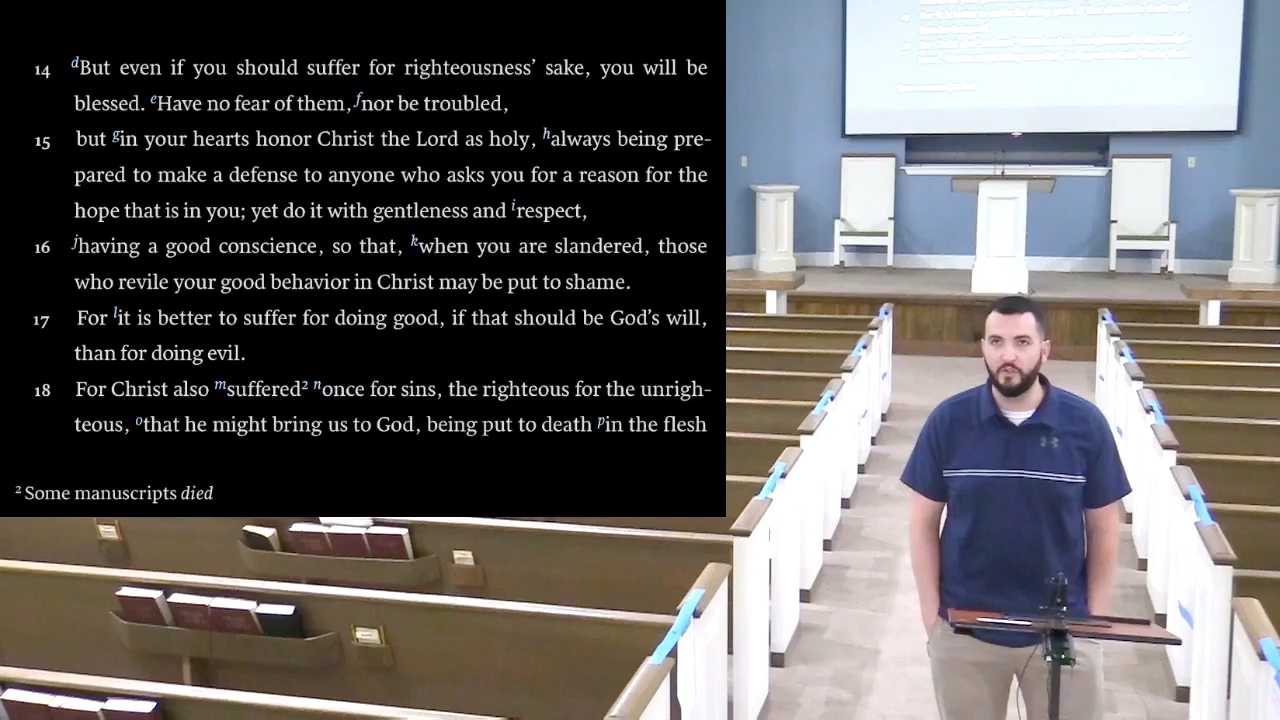 14 dBut even if you should suffer for righteousness’ sake, you will be
blessed. eHave no fear of them, fnor be troubled,
15 but gin your hearts honor Christ the Lord as holy, halways being pre-
pared to make a defense to anyone who asks you for a reason for the
hope that is in you; yet do it with gentleness and irespect,
16 jhaving a good conscience, so that, kwhen you are slandered, those
who revile your good behavior in Christ may be put to shame.
17 For lit is better to suffer for doing good, if that should be God’s will,
than for doing evil.
18 For Christ also msuffered2 nonce for sins, the righteous for the unrigh-
teous, othat he might bring us to God, being put to death pin the flesh
2 Some manuscripts died